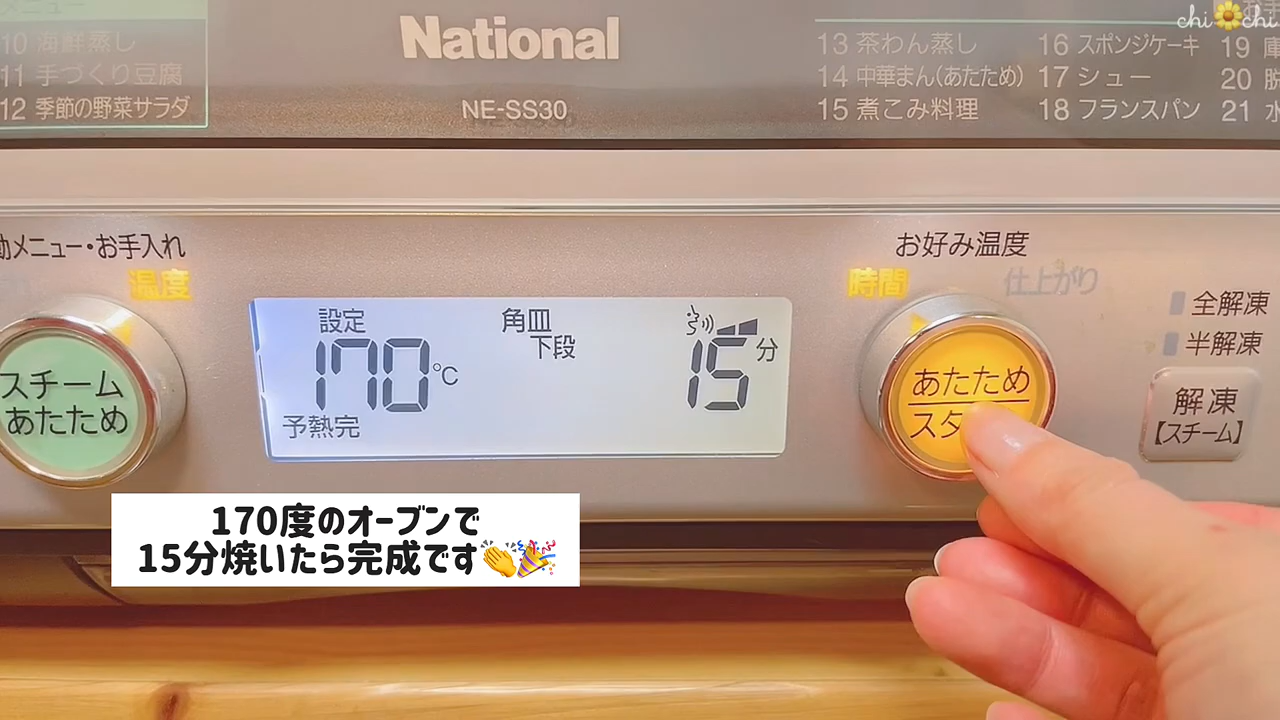 メニュー
10 海鮮蒸し
11 手づくり豆腐
12 季節の野菜サラダ
National
NE-SS30
chi chi
13 茶わん蒸し
14 中華まん(あたため)
15 煮こみ料理
16 スポンジケーキ
17 シュー
18 フランスパン
19
20
21
動メニュー・お手入れ
温度
お好み温度
時間
仕上がり
全解凍
半解凍
設定
170℃
予熱完
角皿
下段
15分
スチーム
あたため
あたため
スタ
解凍
【スチーム】
170度のオーブンで
15分焼いたら完成です👏🎉